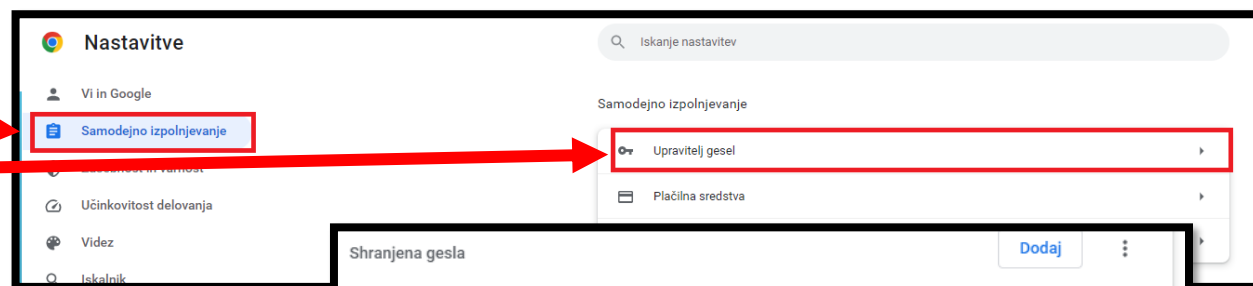 Nastavitve
Iskanje nastavitev
Vi in Google
Samodejno izpolnjevanje
Samodejno izpolnjevanje
Upravitelj gesel
Učinkovitost delovanja
Plačilna sredstva
Videz
Iskalnik
Shranjena gesla
Dodaj